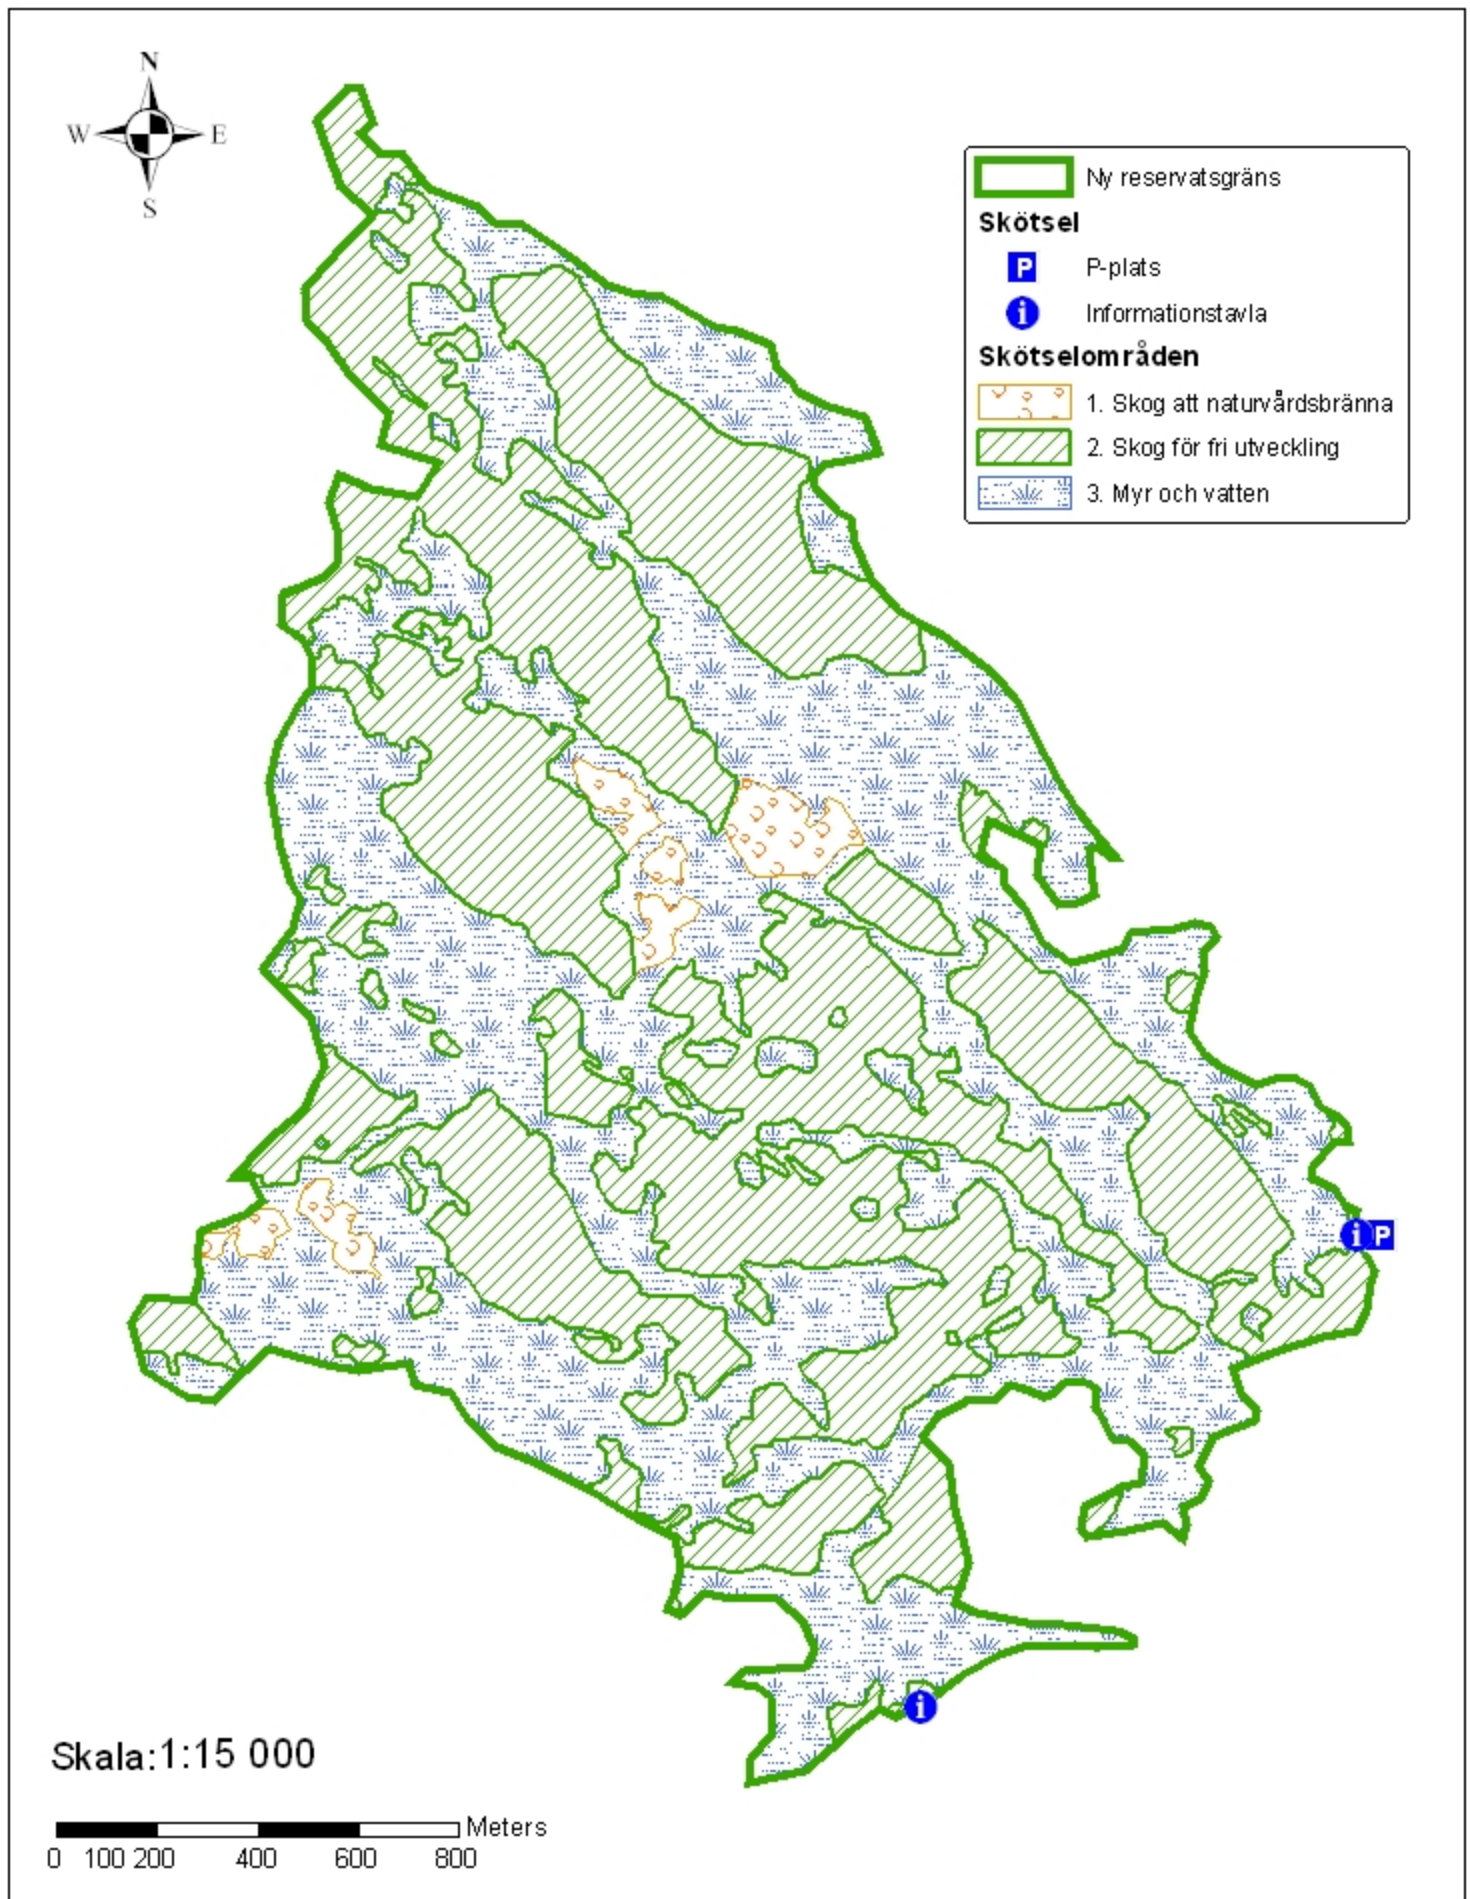 N
W E
S
Ny reservatsgräns
Skötsel
P P-plats
i Informationstavla
Skötselområden
1. Skog att naturvårdsbränna
2. Skog för fri utveckling
3. Myr och vatten
i P
i
Skala:1:15 000
Meters
0 100 200 400 600 800